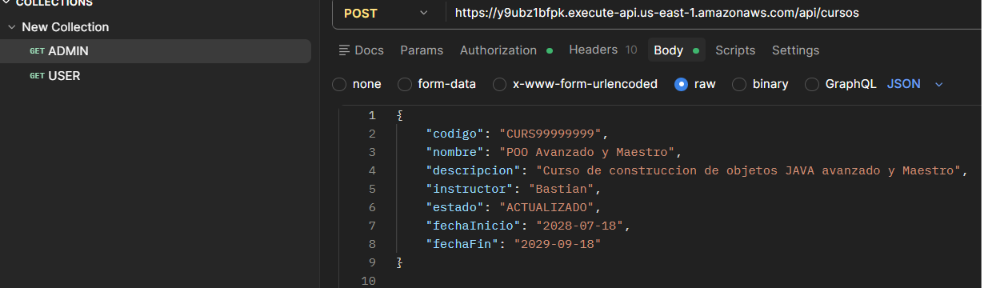 COLLECTIONS
New Collection
GET ADMIN
GET USER
POST https://y9ubz1bfpk.execute-api.us-east-1.amazonaws.com/api/cursos
Docs Params Authorization Headers 10 Body Scripts Settings
none form-data x-www-form-urlencoded raw binary GraphQL JSON
1 {
2 "codigo": "CURS99999999",
3 "nombre": "POO Avanzado y Maestro",
4 "descripcion": "Curso de construccion de objetos JAVA avanzado y Maestro",
5 "instructor": "Bastian",
6 "estado": "ACTUALIZADO",
7 "fechaInicio": "2028-07-18",
8 "fechaFin": "2029-09-18"
9 }
10